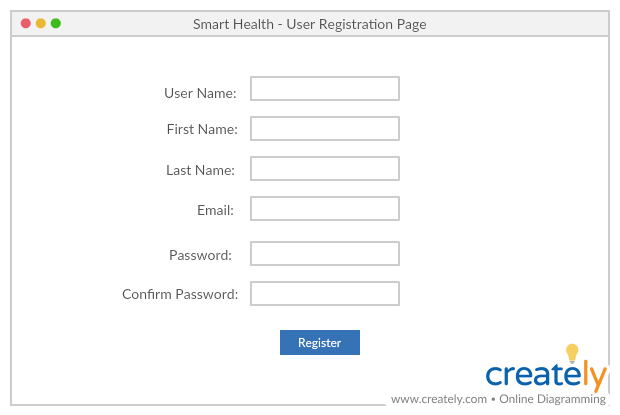 Smart Health - User Registration Page
User Name:
First Name:
Last Name:
Email:
Password:
Confirm Password:
Register
creately
www.creately.com • Online Diagramming